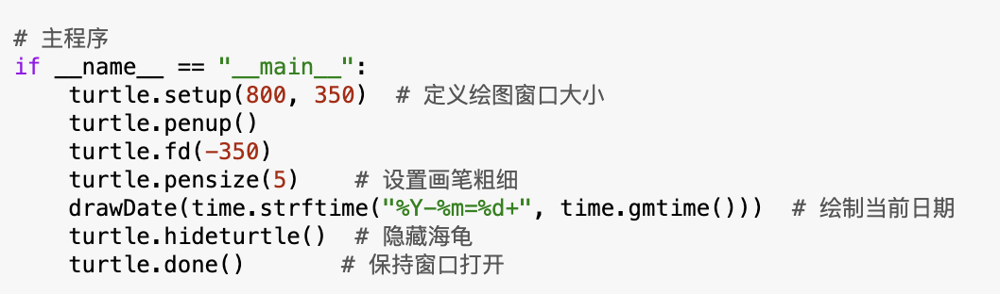 # 主程序
if __name__ == "__main__":
    turtle.setup(800, 350)  # 定义绘图窗口大小
    turtle.penup()
    turtle.fd(-350)
    turtle.pensize(5)    # 设置画笔粗细
    drawDate(time.strftime("%Y-%m=%d+", time.gmtime()))  # 绘制当前日期
    turtle.hideturtle()  # 隐藏海龟
    turtle.done()       # 保持窗口打开